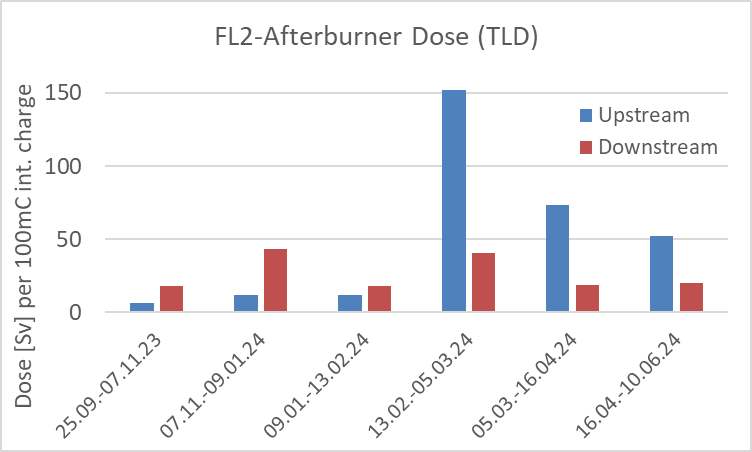 FL2-Afterburner Dose (TLD)
Dose [Sv] per 100mC int. charge
150
100
50
0
Upstream
Downstream
25.09.-07.11.23
07.11.-09.01.24
09.01.-13.02.24
13.02.-05.03.24
05.03.-16.04.24
16.04.-10.06.24